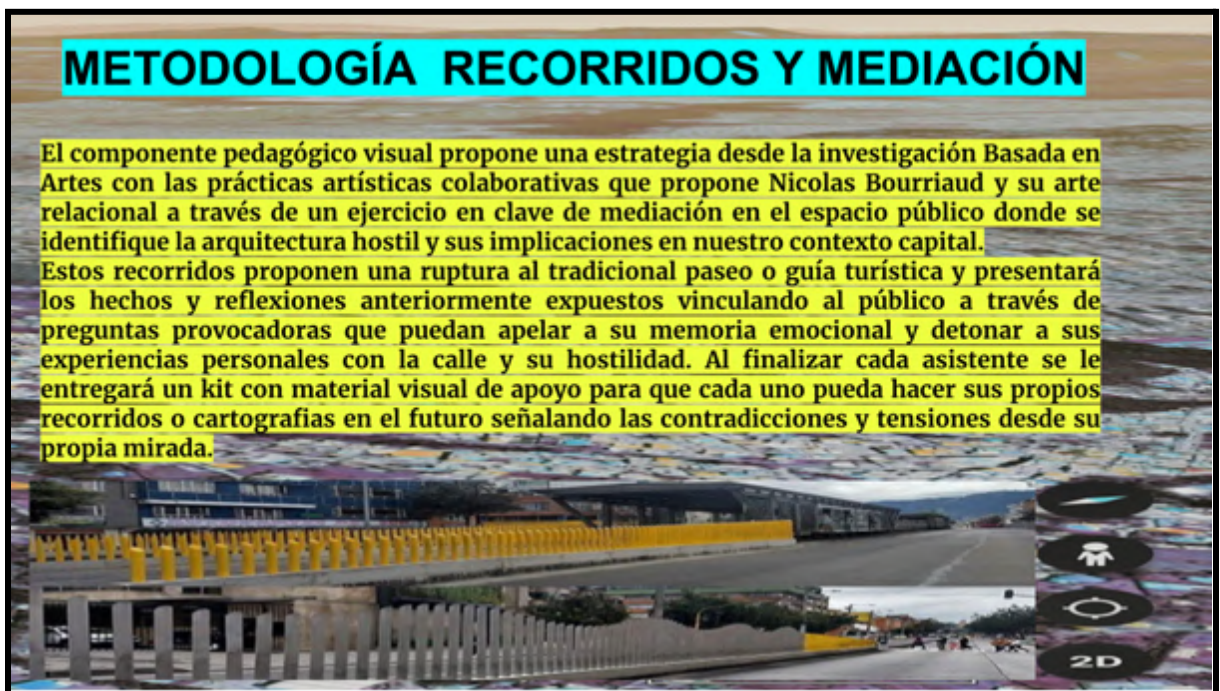 METODOLOGÍA RECORRIDOS Y MEDIACIÓN
El componente pedagógico visual propone una estrategia desde la investigación Basada en
Artes con las prácticas artísticas colaborativas que propone Nicolas Bourriaud y su arte
relacional a través de un ejercicio en clave de mediación en el espacio público donde se
identifique la arquitectura hostil y sus implicaciones en nuestro contexto capital.
Estos recorridos proponen una ruptura al tradicional paseo o guía turística y presentará
los hechos y reflexiones anteriormente expuestos vinculando al público a través de
preguntas provocadoras que puedan apelar a su memoria emocional y detonar a sus
experiencias personales con la calle y su hostilidad. Al finalizar cada asistente se le
entregará un kit con material visual de apoyo para que cada uno pueda hacer sus propios
recorridos o cartografias en el futuro señalando las contradicciones y tensiones desde su
propia mirada.
2D